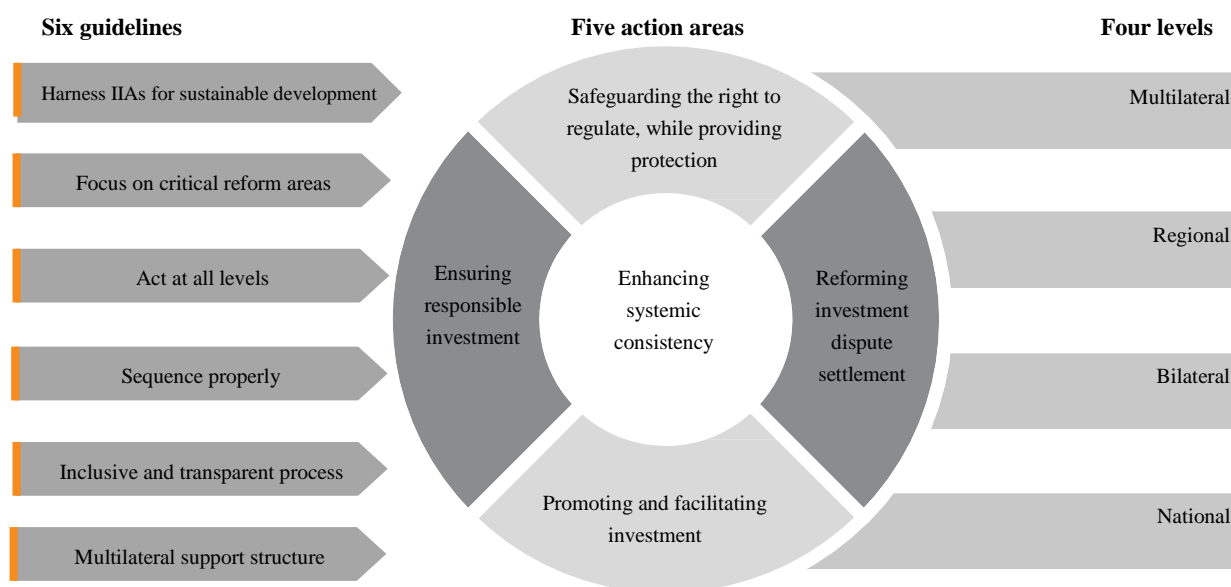 Six guidelines
Harness IIAs for sustainable development
Focus on critical reform areas
Act at all levels
Sequence properly
Inclusive and transparent process
Multilateral support structure
Five action areas
Safeguarding the right to
regulate, while providing
protection
Ensuring
responsible
investment
Enhancing
systemic
consistency
Reforming
investment
dispute
settlement
Promoting and facilitating
investment
Four levels
Multilateral
Regional
Bilateral
National